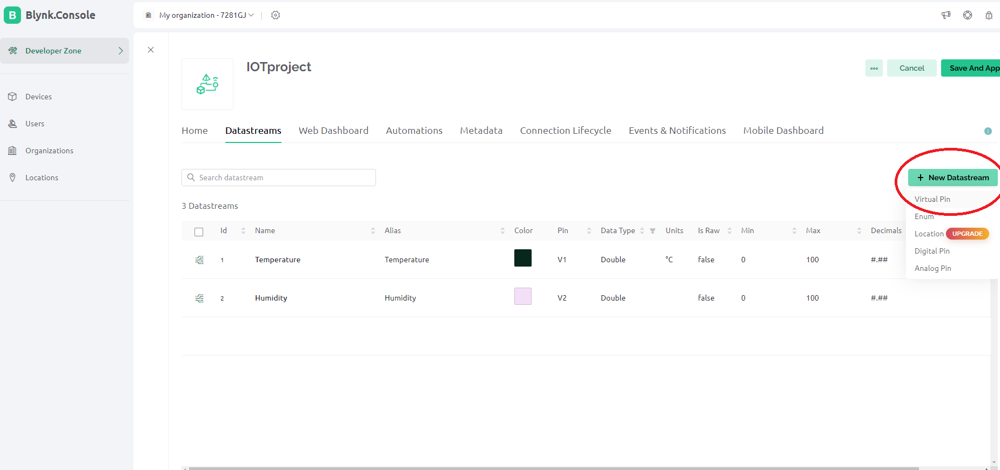 B Blynk.Console
My organization - 7281GJ
Developer Zone
Devices
Users
Organizations
Locations
IOTproject
Cancel
Save And App
Home Datastreams Web Dashboard Automations Metadata Connection Lifecycle Events & Notifications Mobile Dashboard
Search datastream
+ New Datastream
Virtual Pin
Enum
Location UPGRADE
Digital Pin
Analog Pin
3 Datastreams
Id Name Alias Color Pin Data Type Units Is Raw Min Max Decimals
1 Temperature Temperature V1 Double °C false 0 100 #.##
2 Humidity Humidity V2 Double false 0 100 #.##